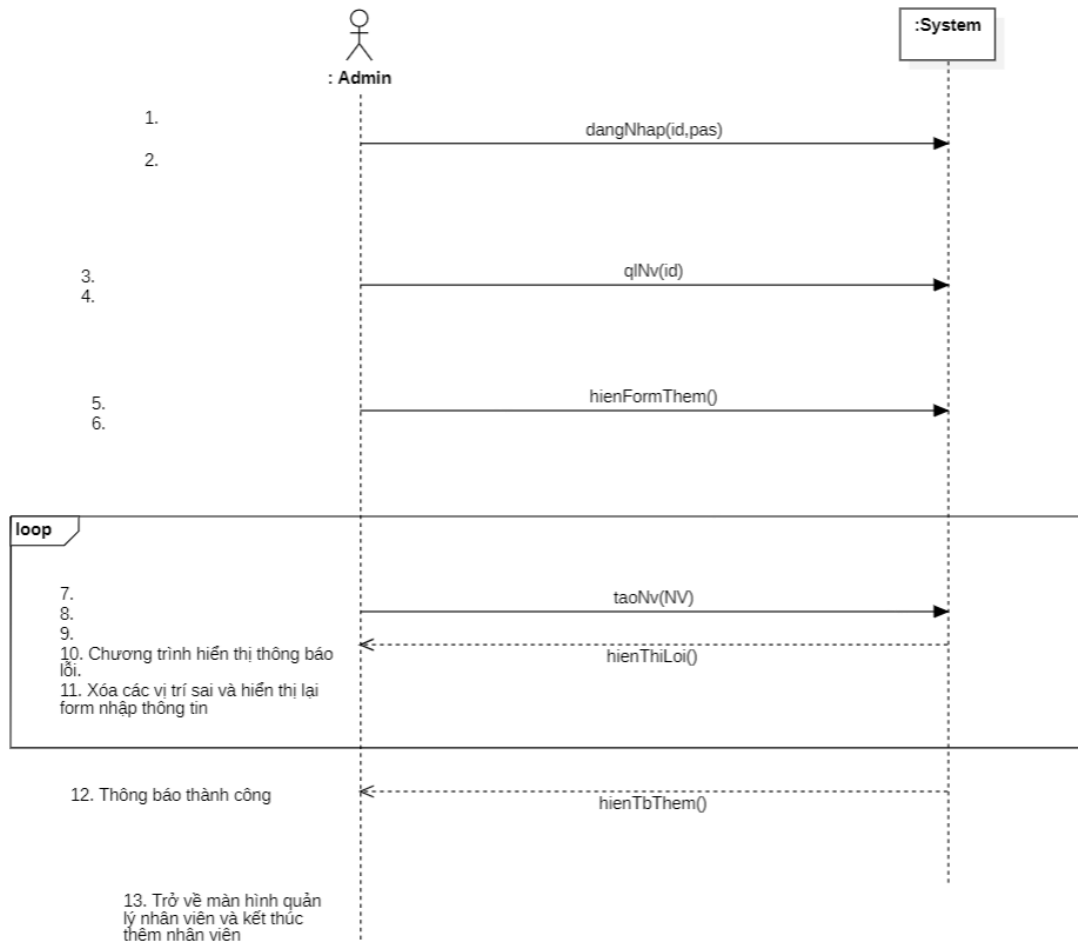 :System
: Admin
1.
dangNhap(id,pas)
2.
qlNv(id)
3.
4.
hienFormThem()
5.
6.
loop
7.
taoNv(NV)
8.
9.
10. Chương trình hiển thị thông báo
lỗi.
hienThiLoi()
11. Xóa các vị trí sai và hiển thị lại
form nhập thông tin
12. Thông báo thành công
hienTbThem()
13. Trở về màn hình quản
lý nhân viên và kết thúc
thêm nhân viên